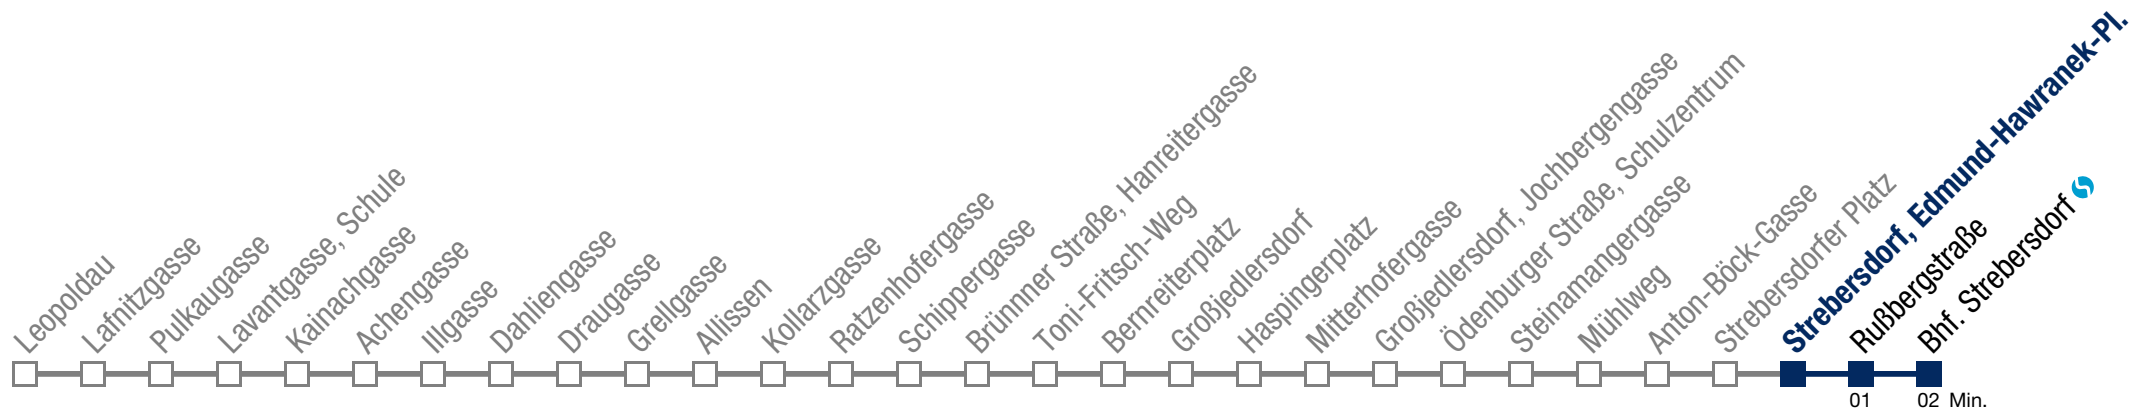 Leopoldau
Lafnitzgasse
Pulkaugasse
Lavantgasse, Schule
Kainachgasse
Achengasse
Illgasse
Dahliengasse
Draugasse
Grellgasse
Allissen
Kollarzgasse
Ratzenhofergasse
Schippergasse
Brünnner Straße, Hanreitergasse
Toni-Fritsch-Weg
Bernreiterplatz
Großjedlersdorf
Haspingerplatz
Mitterhofergasse
Großjedlersdorf, Jochbergengasse
Ödenburger Straße, Schulzentrum
Steinamangergasse
Mühlweg
Anton-Böck-Gasse
Strebersdorfer Platz
Strebersdorf, Edmund-Hawranek-Pl.
Rußbergstraße
Bhf. Strebersdorf
01 02 Min.